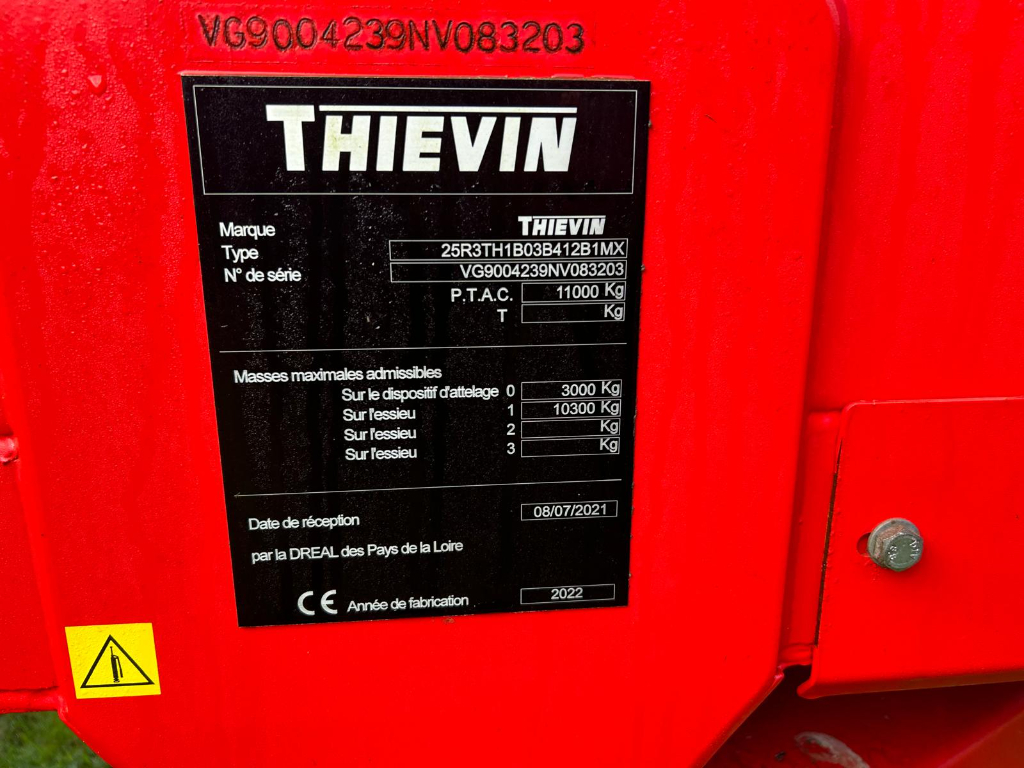 VG9004239NV083203
THIEVIN
Marque THIEVIN
Type 25R3TH1B03B412B1MX
N° de série VG9004239NV083203
P.T.A.C. 11000 Kg
T Kg
Masses maximales admissibles
Sur le dispositif d'attelage 0 3000 Kg
Sur l'essieu 1 10300 Kg
Sur l'essieu 2 Kg
Sur l'essieu 3 Kg
Date de réception 08/07/2021
par la DREAL des Pays de la Loire
CE Année de fabrication 2022